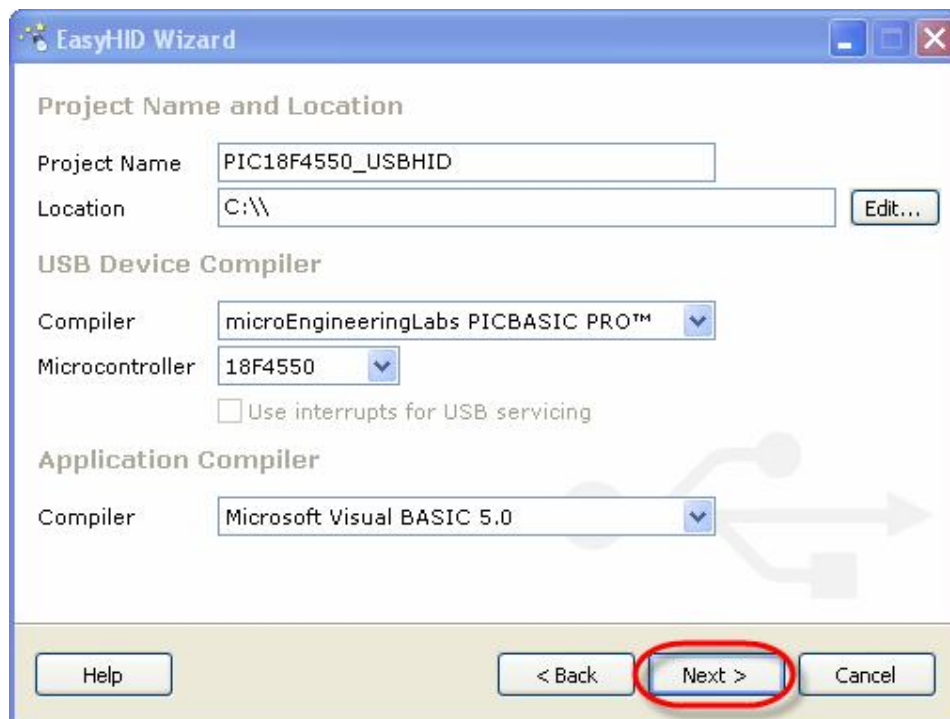 EasyHID Wizard
Project Name and Location
Project Name PIC18F4550_USBHID
Location C:\\ Edit...
USB Device Compiler
Compiler microEngineeringLabs PICBASIC PRO™
Microcontroller 18F4550
Use interrupts for USB servicing
Application Compiler
Compiler Microsoft Visual BASIC 5.0
Help < Back Next > Cancel